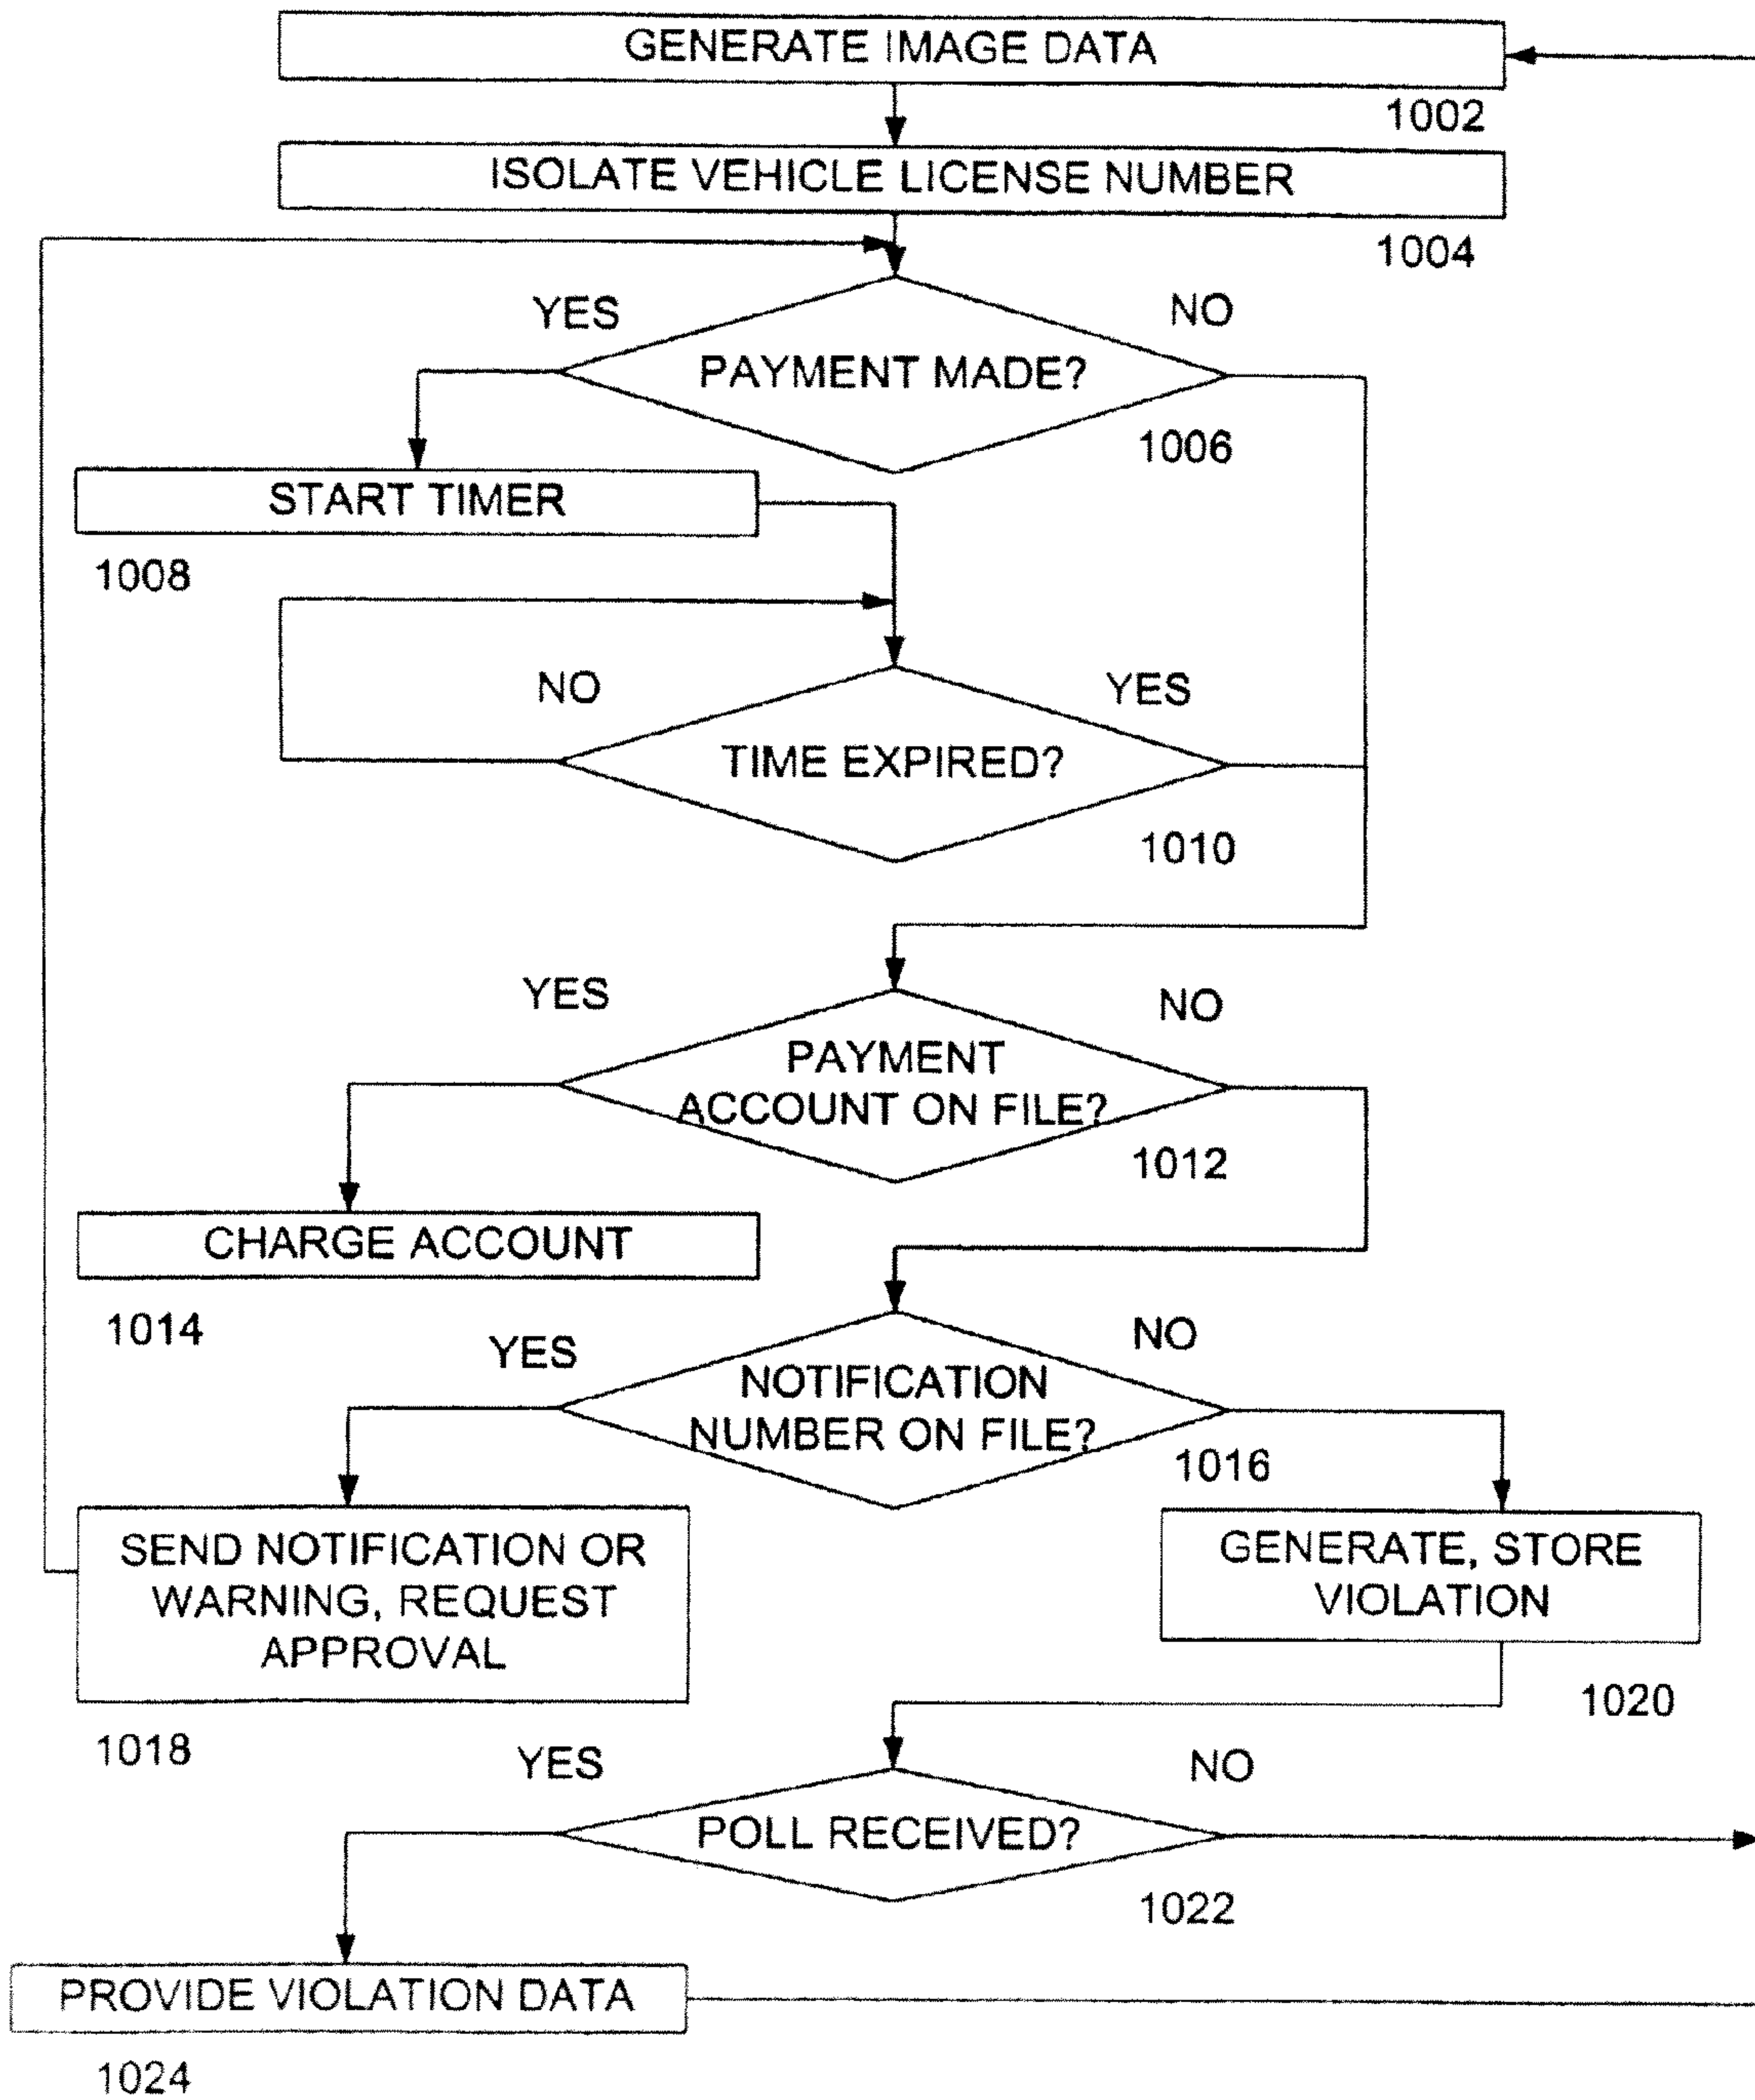 GENERATE IMAGE DATA
1002
ISOLATE VEHICLE LICENSE NUMBER
1004
YES
NO
PAYMENT MADE?
1006
START TIMER
1008
NO
YES
TIME EXPIRED?
1010
YES
NO
PAYMENT
ACCOUNT ON FILE?
1012
CHARGE ACCOUNT
1014
YES
NO
NOTIFICATION
NUMBER ON FILE?
1016
SEND NOTIFICATION OR
WARNING, REQUEST
APPROVAL
1018
GENERATE, STORE
VIOLATION
1020
YES
NO
POLL RECEIVED?
1022
PROVIDE VIOLATION DATA
1024